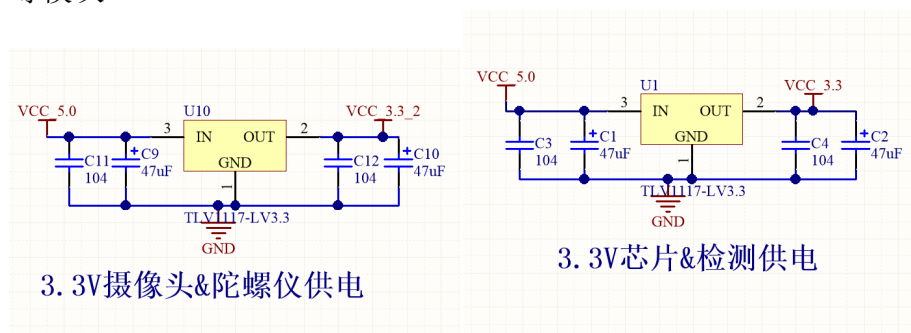 VCC_5.0
U10
VCC_3.3_2
3
IN
OUT
2
GND
1
C11
104
+
C9
47uF
C12
104
+
C10
47uF
TLV1117-LV3.3
GND
3.3V摄像头&陀螺仪供电
VCC_5.0
U1
VCC_3.3
3
IN
OUT
2
GND
1
C3
104
+
C1
47uF
C4
104
+
C2
47uF
TLV1117-LV3.3
GND
3.3V芯片&检测供电